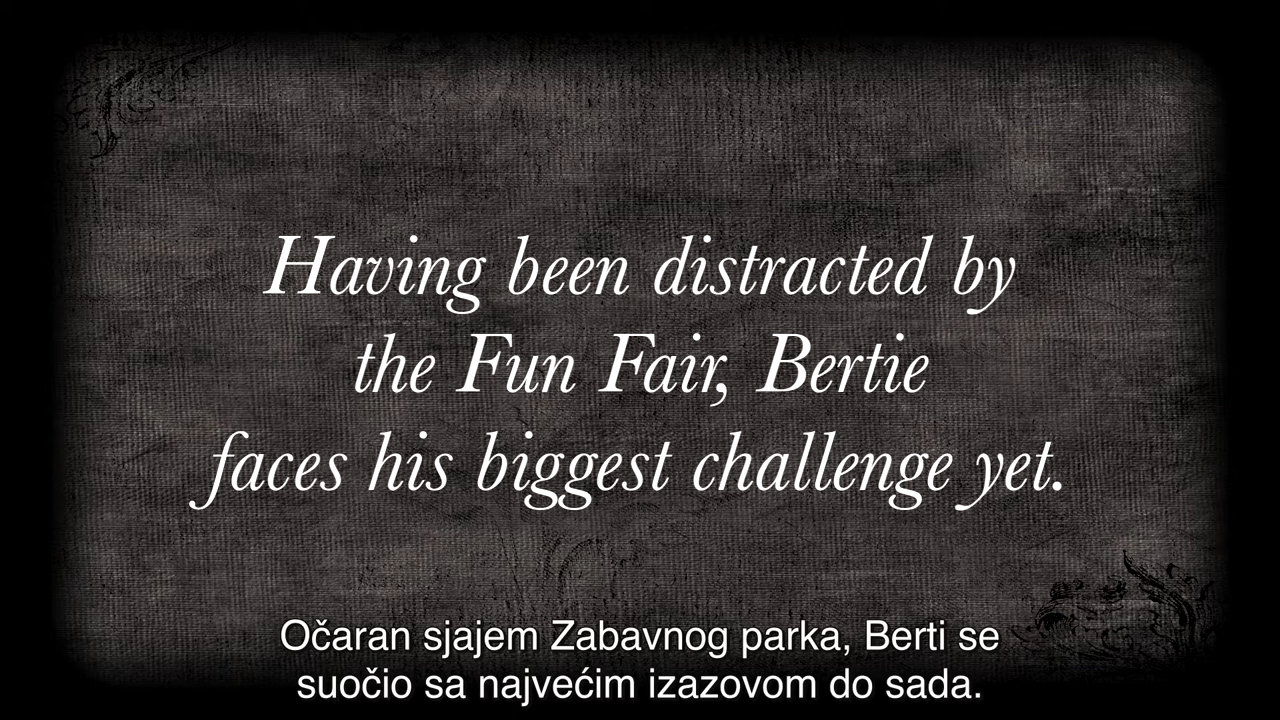 Having been distracted by
the Fun Fair, Bertie
faces his biggest challenge yet.
Očaran sjajem Zabavnog parka, Berti se
suočio sa najvećim izazovom do sada.